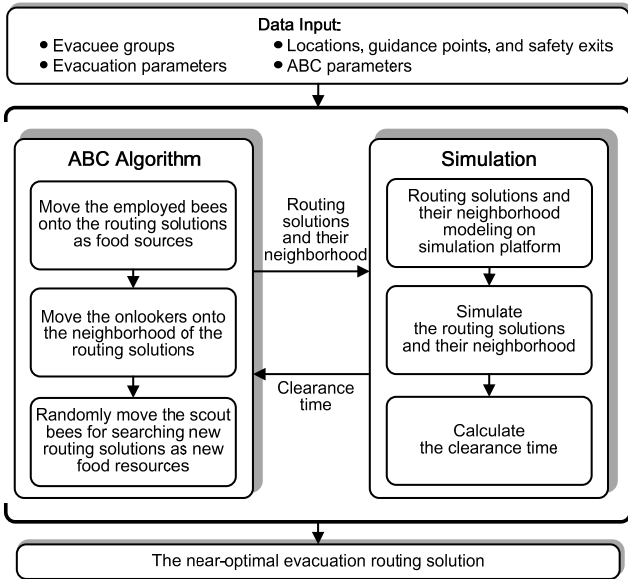 Data Input:
● Evacuee groups
● Evacuation parameters
● Locations, guidance points, and safety exits
● ABC parameters
ABC Algorithm
Move the employed bees
onto the routing solutions
as food sources
Move the onlookers onto
the neighborhood of the
routing solutions
Randomly move the scout
bees for searching new
routing solutions as new
food resources
Routing
solutions
and their
neighborhood
Clearance
time
Simulation
Routing solutions and
their neighborhood
modeling on
simulation platform
Simulate
the routing solutions
and their neighborhood
Calculate
the clearance time
The near-optimal evacuation routing solution